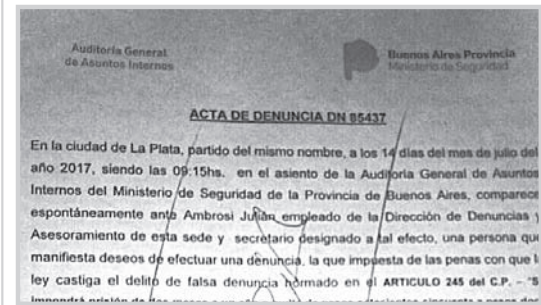 Auditoría General
de Asuntos Internos
Buenos Aires Provincia
Ministerio de Seguridad
ACTA DE DENUNCIA DN 85437
En la ciudad de La Plata, partido del mismo nombre, a los 14 días del mes de julio del
año 2017, siendo las 09:15hs. en el asiento de la Auditoría General de Asuntos
Internos del Ministerio de Seguridad de la Provincia de Buenos Aires, comparece
espontáneamente ante Ambrosi Julián empleado de la Dirección de Denuncias y
Asesoramiento de esta sede y secretario designado a tal efecto, una persona que
manifiesta deseos de efectuar una denuncia, la que impuesta de las penas con que l
ley castiga el delito de falsa denuncia normado en el ARTICULO 245 del C.P. - "S
impondrá prisión de